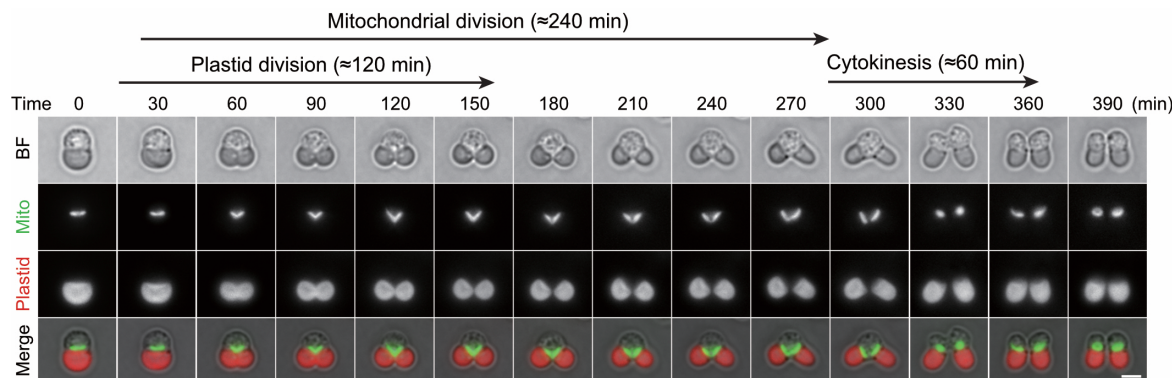 Mitochondrial division (≈240 min)
Plastid division (≈120 min)
Cytokinesis (≈60 min)
Time 0 30 60 90 120 150 180 210 240 270 300 330 360 390 (min)
BF
Mito
Plastid
Merge